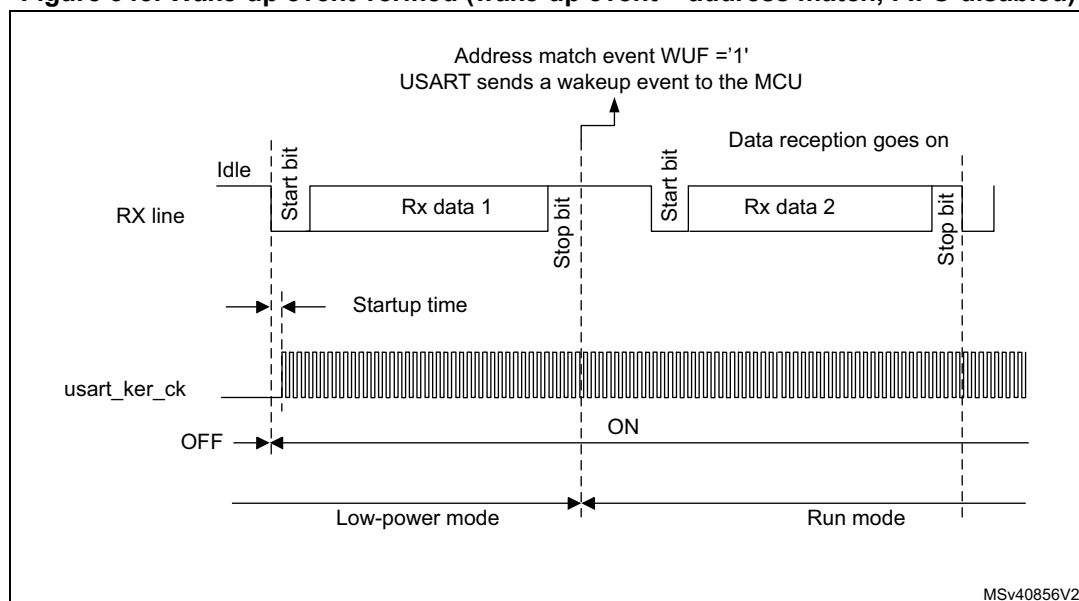 Figure Wake-up event verified (wake-up event address match, FIFO disabled)
Address match event WUF ='1'
USART sends a wakeup event to the MCU
Data reception goes on
Idle
Start bit
Start bit
RX line
Rx data 1
Rx data 2
Stop bit
Stop bit
Startup time
usart_ker_ck
OFF
ON
Low-power mode
Run mode
MSv40856V2